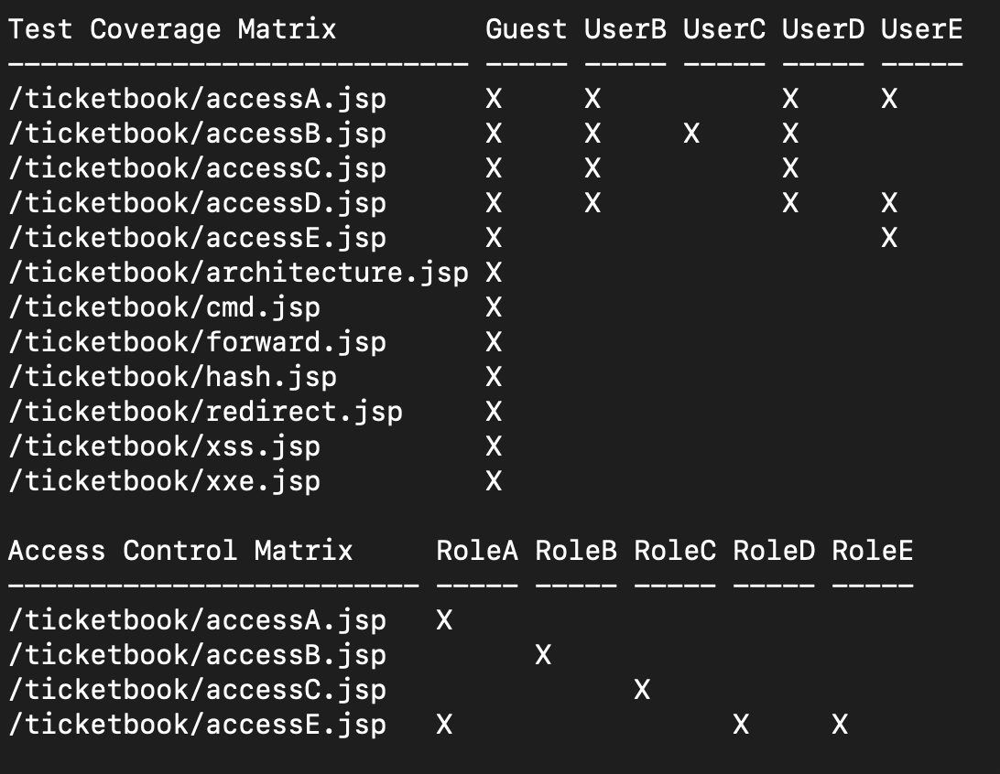 Test Coverage Matrix         Guest UserB UserC UserD UserE
---------------------------- ----- ----- ----- ----- -----
/ticketbook/accessA.jsp      X     X           X     X
/ticketbook/accessB.jsp      X     X     X     X
/ticketbook/accessC.jsp      X     X           X
/ticketbook/accessD.jsp      X     X           X     X
/ticketbook/accessE.jsp      X                       X
/ticketbook/architecture.jsp X
/ticketbook/cmd.jsp          X
/ticketbook/forward.jsp      X
/ticketbook/hash.jsp         X
/ticketbook/redirect.jsp     X
/ticketbook/xss.jsp          X
/ticketbook/xxe.jsp          X

Access Control Matrix     RoleA RoleB RoleC RoleD RoleE
------------------------- ----- ----- ----- ----- -----
/ticketbook/accessA.jsp   X
/ticketbook/accessB.jsp         X
/ticketbook/accessC.jsp               X
/ticketbook/accessE.jsp   X                 X     X